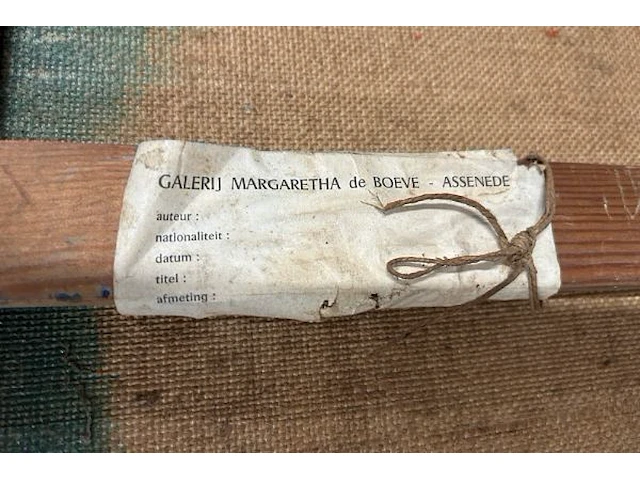 GALERIJ MARGARETHA de BOEVE - ASSENEDE
auteur :
nationaliteit :
datum :
titel :
afmeting :